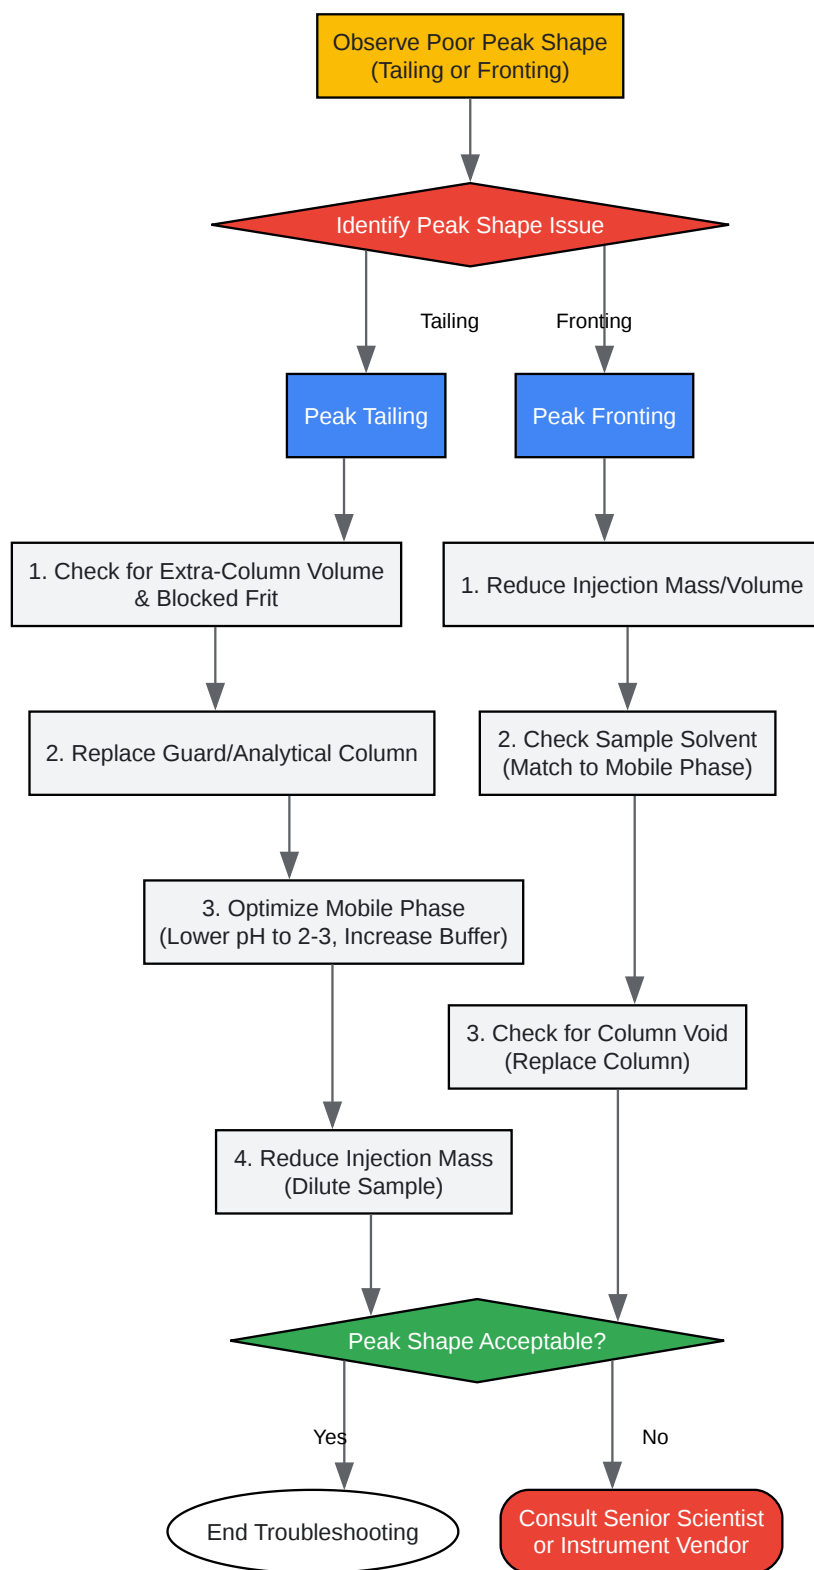 Observe Poor Peak Shape
(Tailing or Fronting)
Identify Peak Shape Issue
Tailing
Fronting
Peak Tailing
Peak Fronting
1. Check for Extra-Column Volume
& Blocked Frit
1. Reduce Injection Mass/Volume
2. Replace Guard/Analytical Column
2. Check Sample Solvent
(Match to Mobile Phase)
3. Optimize Mobile Phase
(Lower pH to 2-3, Increase Buffer)
3. Check for Column Void
(Replace Column)
4. Reduce Injection Mass
(Dilute Sample)
Peak Shape Acceptable?
Yes
No
End Troubleshooting
Consult Senior Scientist
or Instrument Vendor